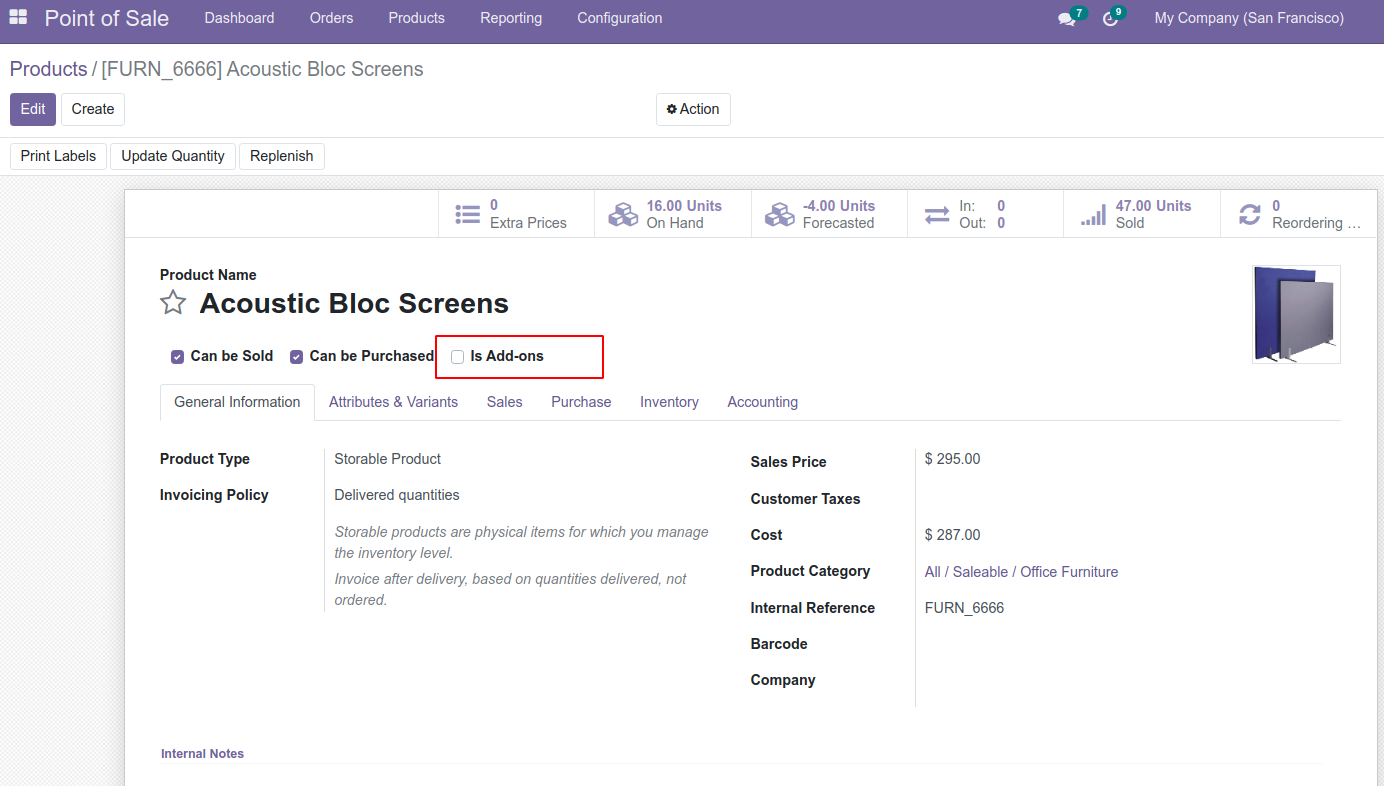 Point of Sale Dashboard Orders Products Reporting Configuration 7 9 My Company (San Francisco)
Products / [FURN_6666] Acoustic Bloc Screens
Edit Create Action
Print Labels Update Quantity Replenish
0 Extra Prices
16.00 Units On Hand
-4.00 Units Forecasted
In: 0
Out: 0
47.00 Units Sold
0 Reordering ...
Product Name
Acoustic Bloc Screens
Can be Sold Can be Purchased Is Add-ons
General Information Attributes & Variants Sales Purchase Inventory Accounting
Product Type Storable Product
Invoicing Policy Delivered quantities
Storable products are physical items for which you manage
the inventory level.
Invoice after delivery, based on quantities delivered, not
ordered.
Sales Price $ 295.00
Customer Taxes
Cost $ 287.00
Product Category All / Saleable / Office Furniture
Internal Reference FURN_6666
Barcode
Company
Internal Notes